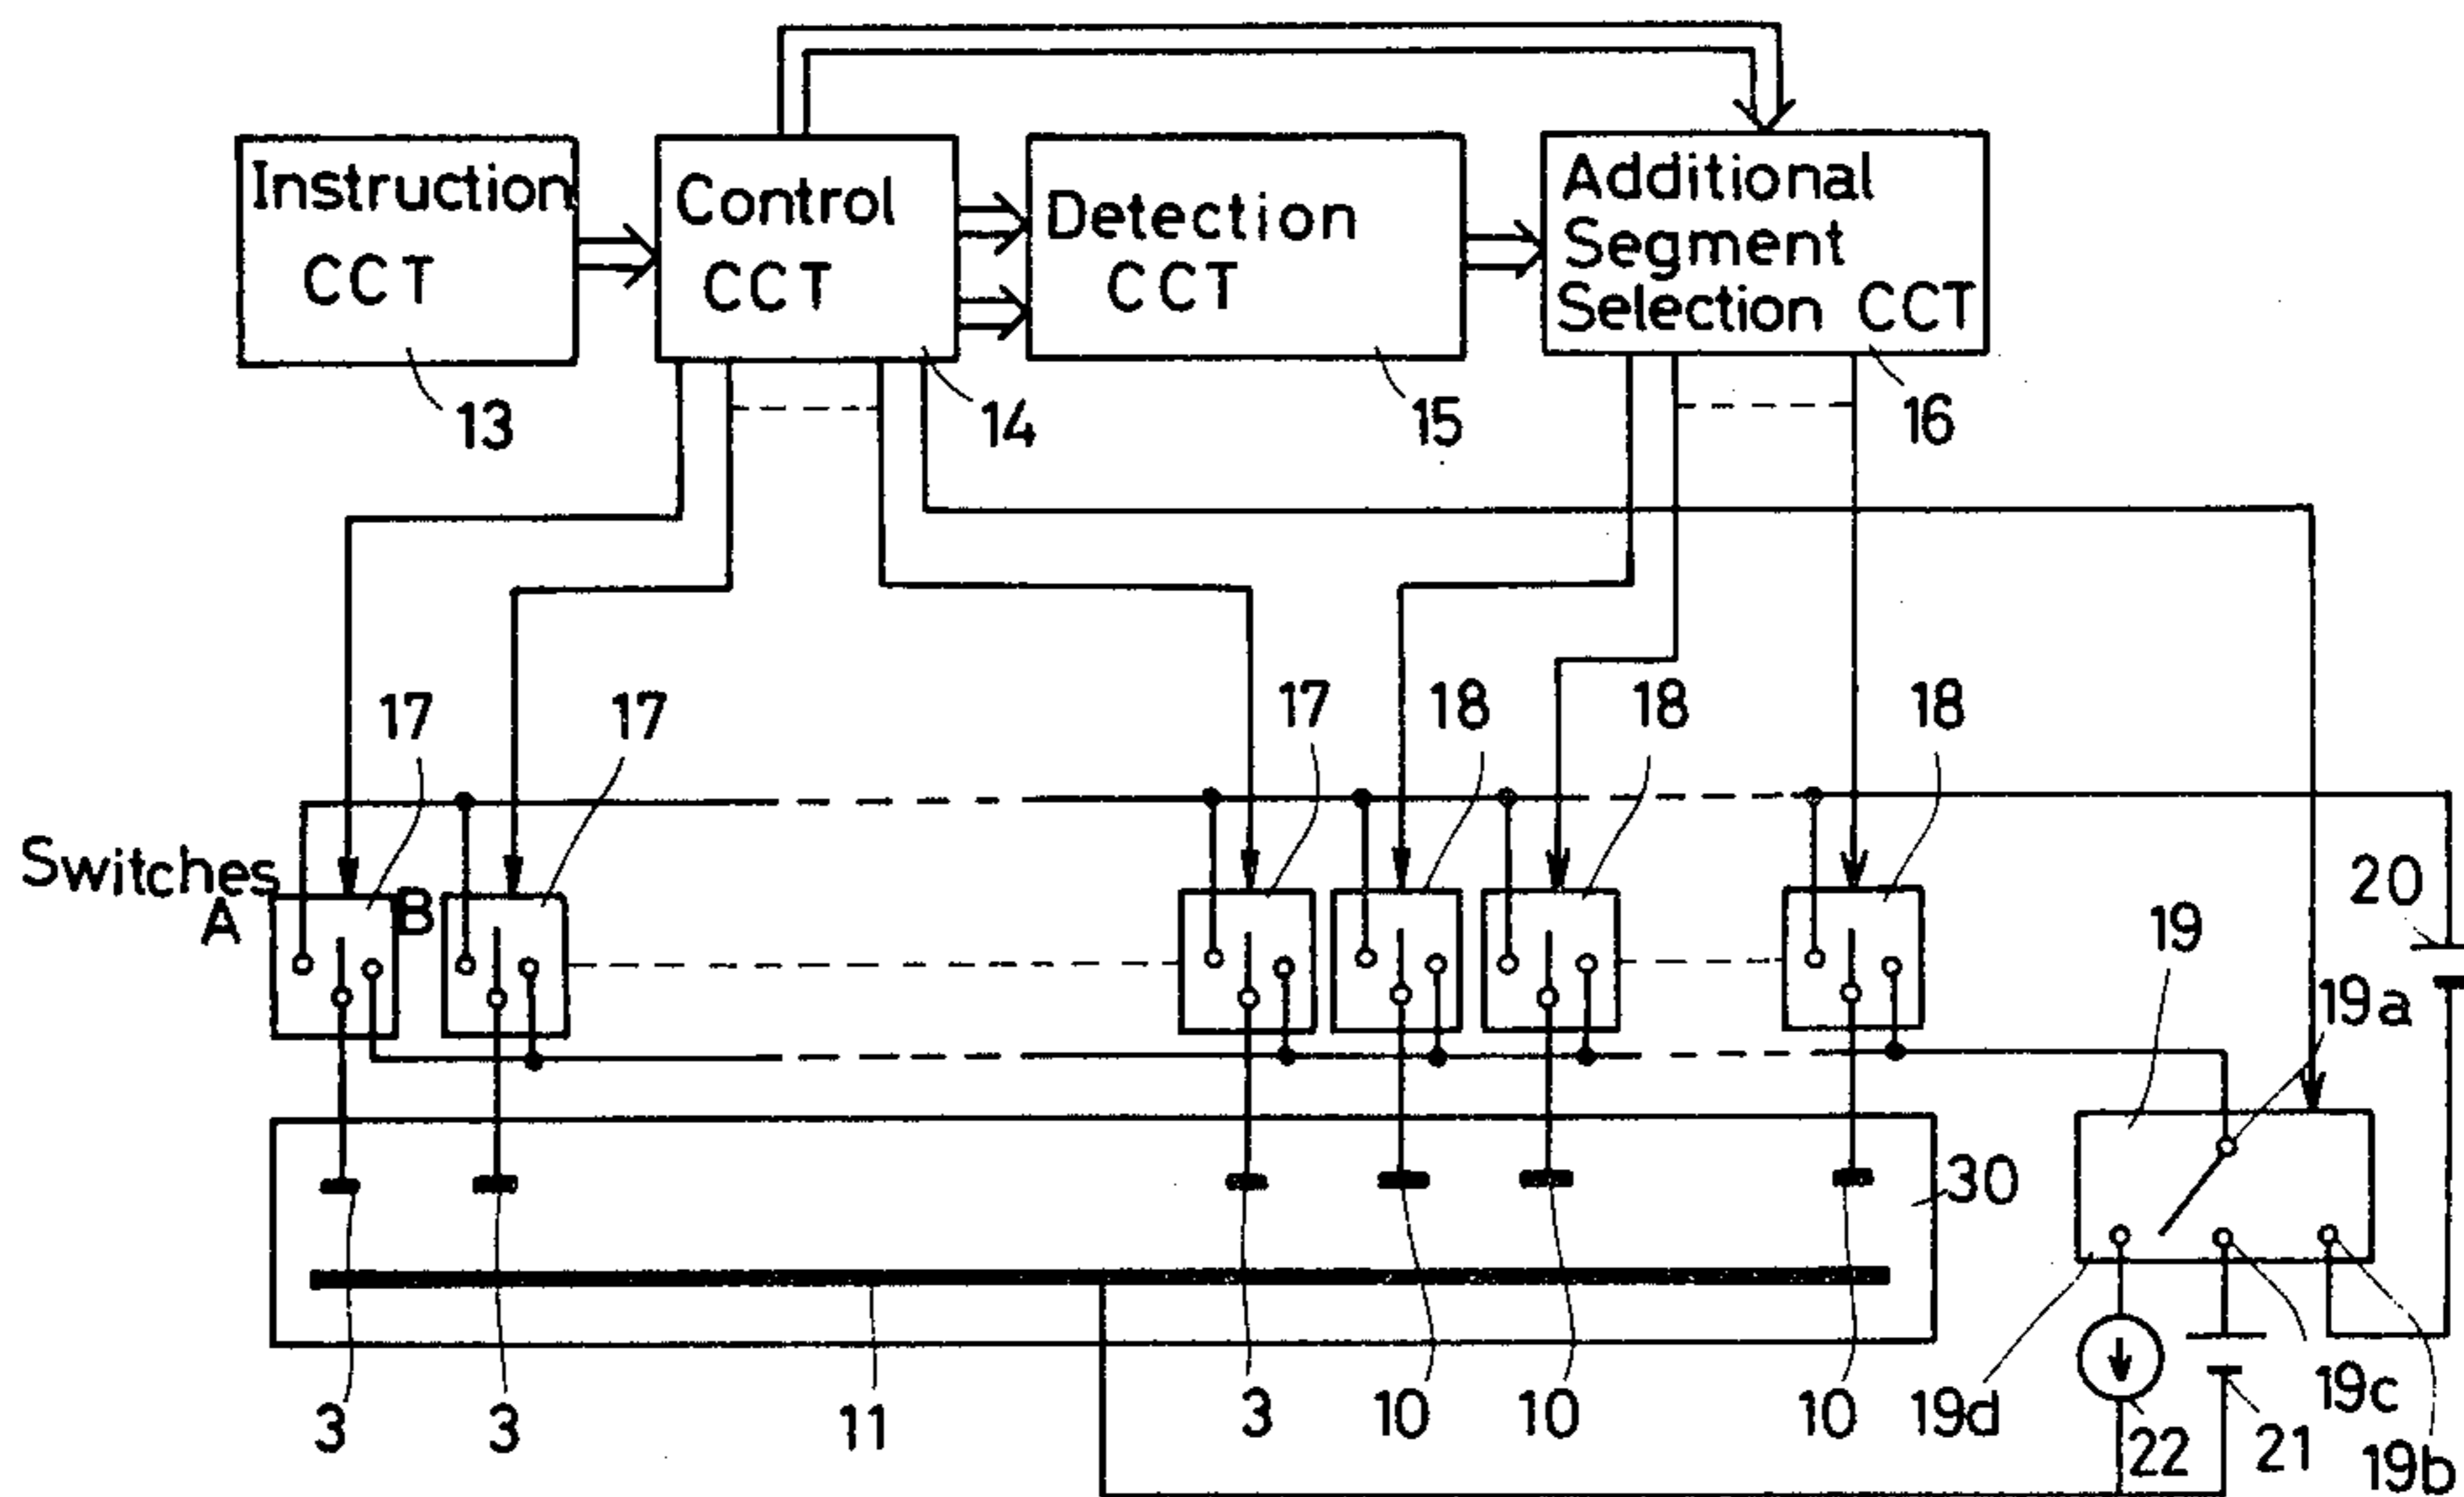 Instruction
CCT
Control
CCT
Detection
CCT
Additional
Segment
Selection CCT
13
14
15
16
17
17
17
18
18
18
Switches
A
B
20
19
19a
30
3
3
11
3
10
10
10
19d
22
21
19c
19b